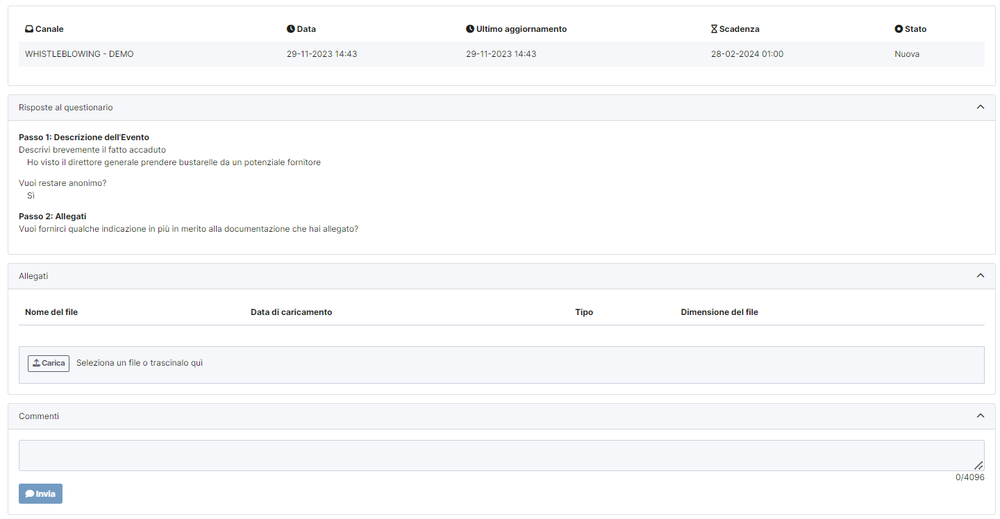 Canale Data Ultimo aggiornamento Scadenza Stato
WHISTLEBLOWING - DEMO 29-11-2023 14:43 29-11-2023 14:43 28-02-2024 01:00 Nuova
Risposte al questionario
Passo 1: Descrizione dell'Evento
Descrivi brevemente il fatto accaduto
Ho visto il direttore generale prendere bustarelle da un potenziale fornitore
Vuoi restare anonimo?
Sì
Passo 2: Allegati
Vuoi fornirci qualche indicazione in più in merito alla documentazione che hai allegato?
Allegati
Nome del file Data di caricamento Tipo Dimensione del file
Carica Seleziona un file o trascinalo quì
Commenti
0/4096
Invia